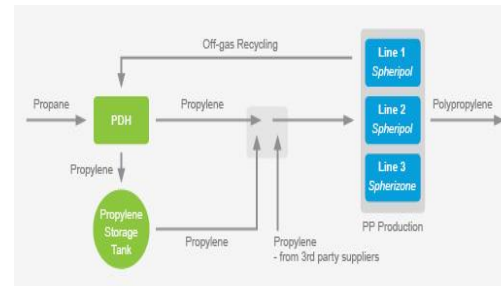 Off-gas Recycling
Line 1
Spheripol
Propane
PDH
Propylene
Line 2
Spheripol
Polypropylene
Propylene
Line 3
Spherizone
Propylene
Storage
Tank
Propylene
Propylene
- from 3rd party suppliers
PP Production